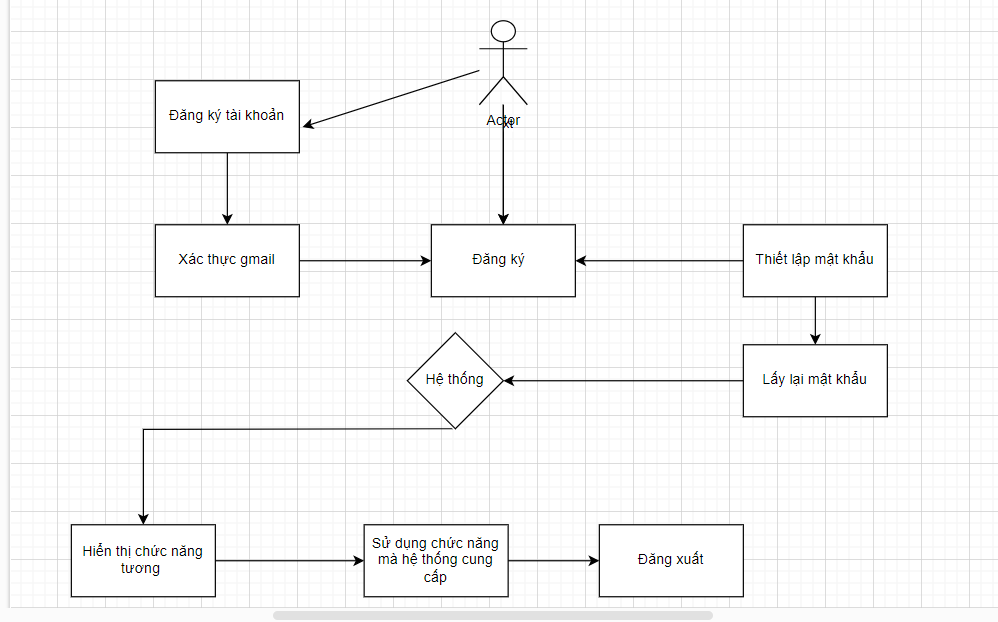 Đăng ký tài khoản
Actor
xt
Xác thực gmail
Đăng ký
Thiết lập mật khẩu
Hệ thống
Lấy lại mật khẩu
Hiển thị chức năng
tương
Sử dụng chức năng
mà hệ thống cung
cấp
Đăng xuất